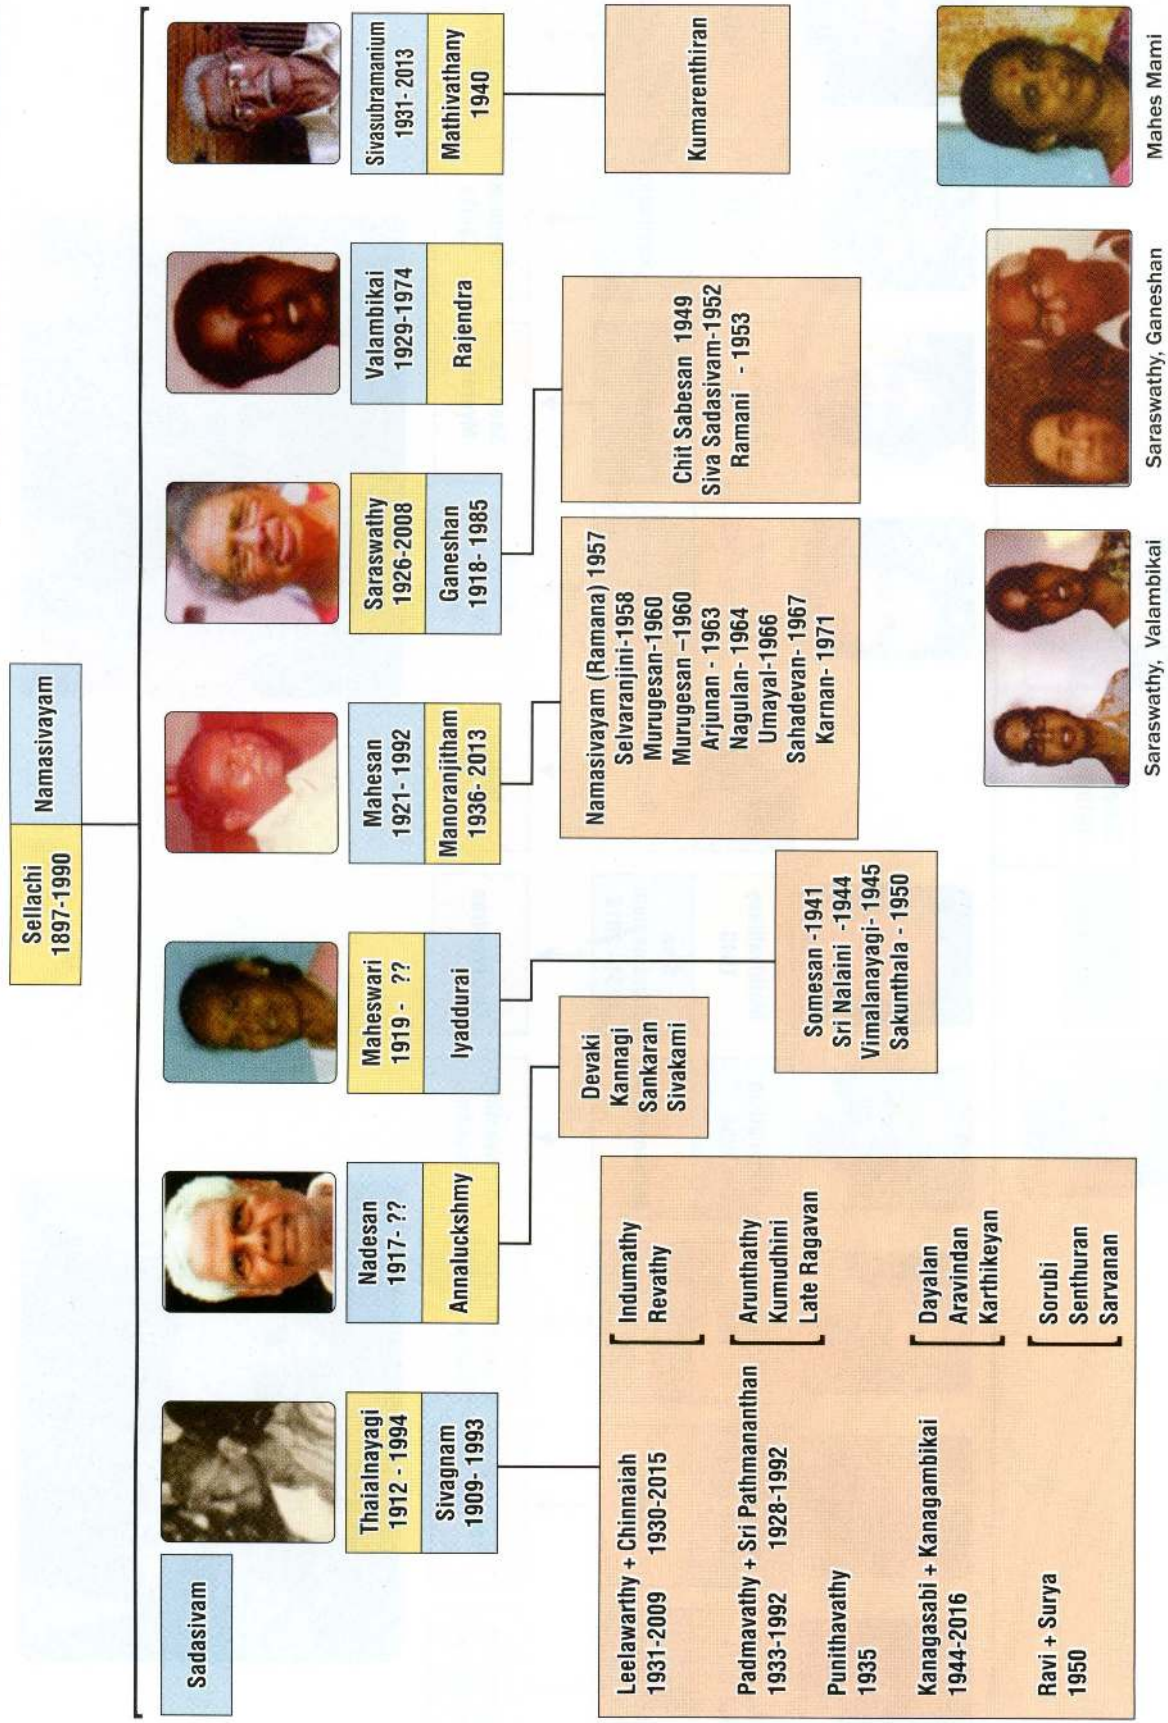 Sellachi
1897-1990
Namasivayam
Sadasivam
Thaialnayagi
1912 - 1994
Sivagnam
1909- 1993
Nadesan
1917- ??
Annaluckshmy
Maheswari
1919 - ??
Iyaddurai
Mahesan
1921- 1992
Manoranjitham
1936- 2013
Saraswathy
1926-2008
Ganeshan
1918- 1985
Valambikai
1929-1974
Rajendra
Sivasubramanium
1931- 2013
Mathivathany
1940
Leelawarthy + Chinnaiah
1931-2009 1930-2015
Indumathy
Revathy
Padmavathy + Sri Pathmananthan
1933-1992 1928-1992
Arunthathy
Kumudhini
Late Ragavan
Punithavathy
1935
Kanagasabi + Kanagambikai
1944-2016
Dayalan
Aravindan
Karthikeyan
Ravi + Surya
1950
Sorubi
Senthuran
Sarvanan
Devaki
Kannagi
Sankaran
Sivakami
Somesan -1941
Sri Nalaini -1944
Vimalanayagi- 1945
Sakunthala - 1950
Namasivayam (Ramana) 1957
Selvaranjini-1958
Murugesan-1960
Murugesan –1960
Arjunan - 1963
Nagulan- 1964
Umayal-1966
Sahadevan- 1967
Karnan- 1971
Chit Sabesan 1949
Siva Sadasivam-1952
Ramani - 1953
Kumarenthiran
Saraswathy, Valambikai
Saraswathy, Ganeshan
Mahes Mami